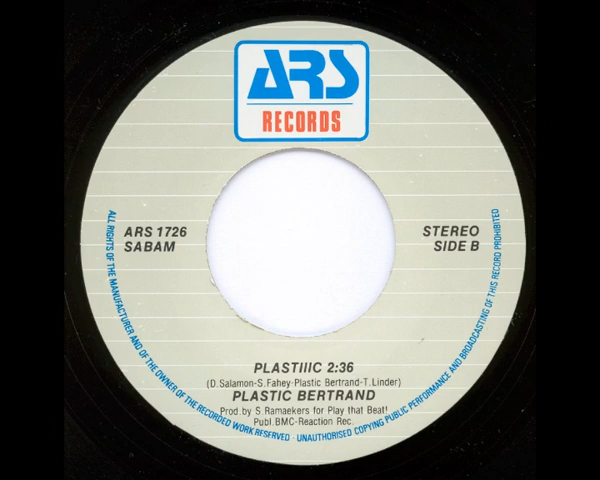 ARS
RECORDS
ARS 1726
SABAM
STEREO
SIDE B
PLASTIIIC 2:36
(D.Salamon-S.Fahey-Plastic Bertrand-T.Linder)
PLASTIC BERTRAND
Prod.by S.Ramaekers for Play that Beat!
Publ.BMC-Reaction Rec.
ALL RIGHTS OF THE MANUFACTURER AND OF THE OWNER OF THE RECORDED WORK RESERVED - UNAUTHORISED COPYING PUBLIC PERFORMANCE AND BROADCASTING OF THIS RECORD PROHIBITED